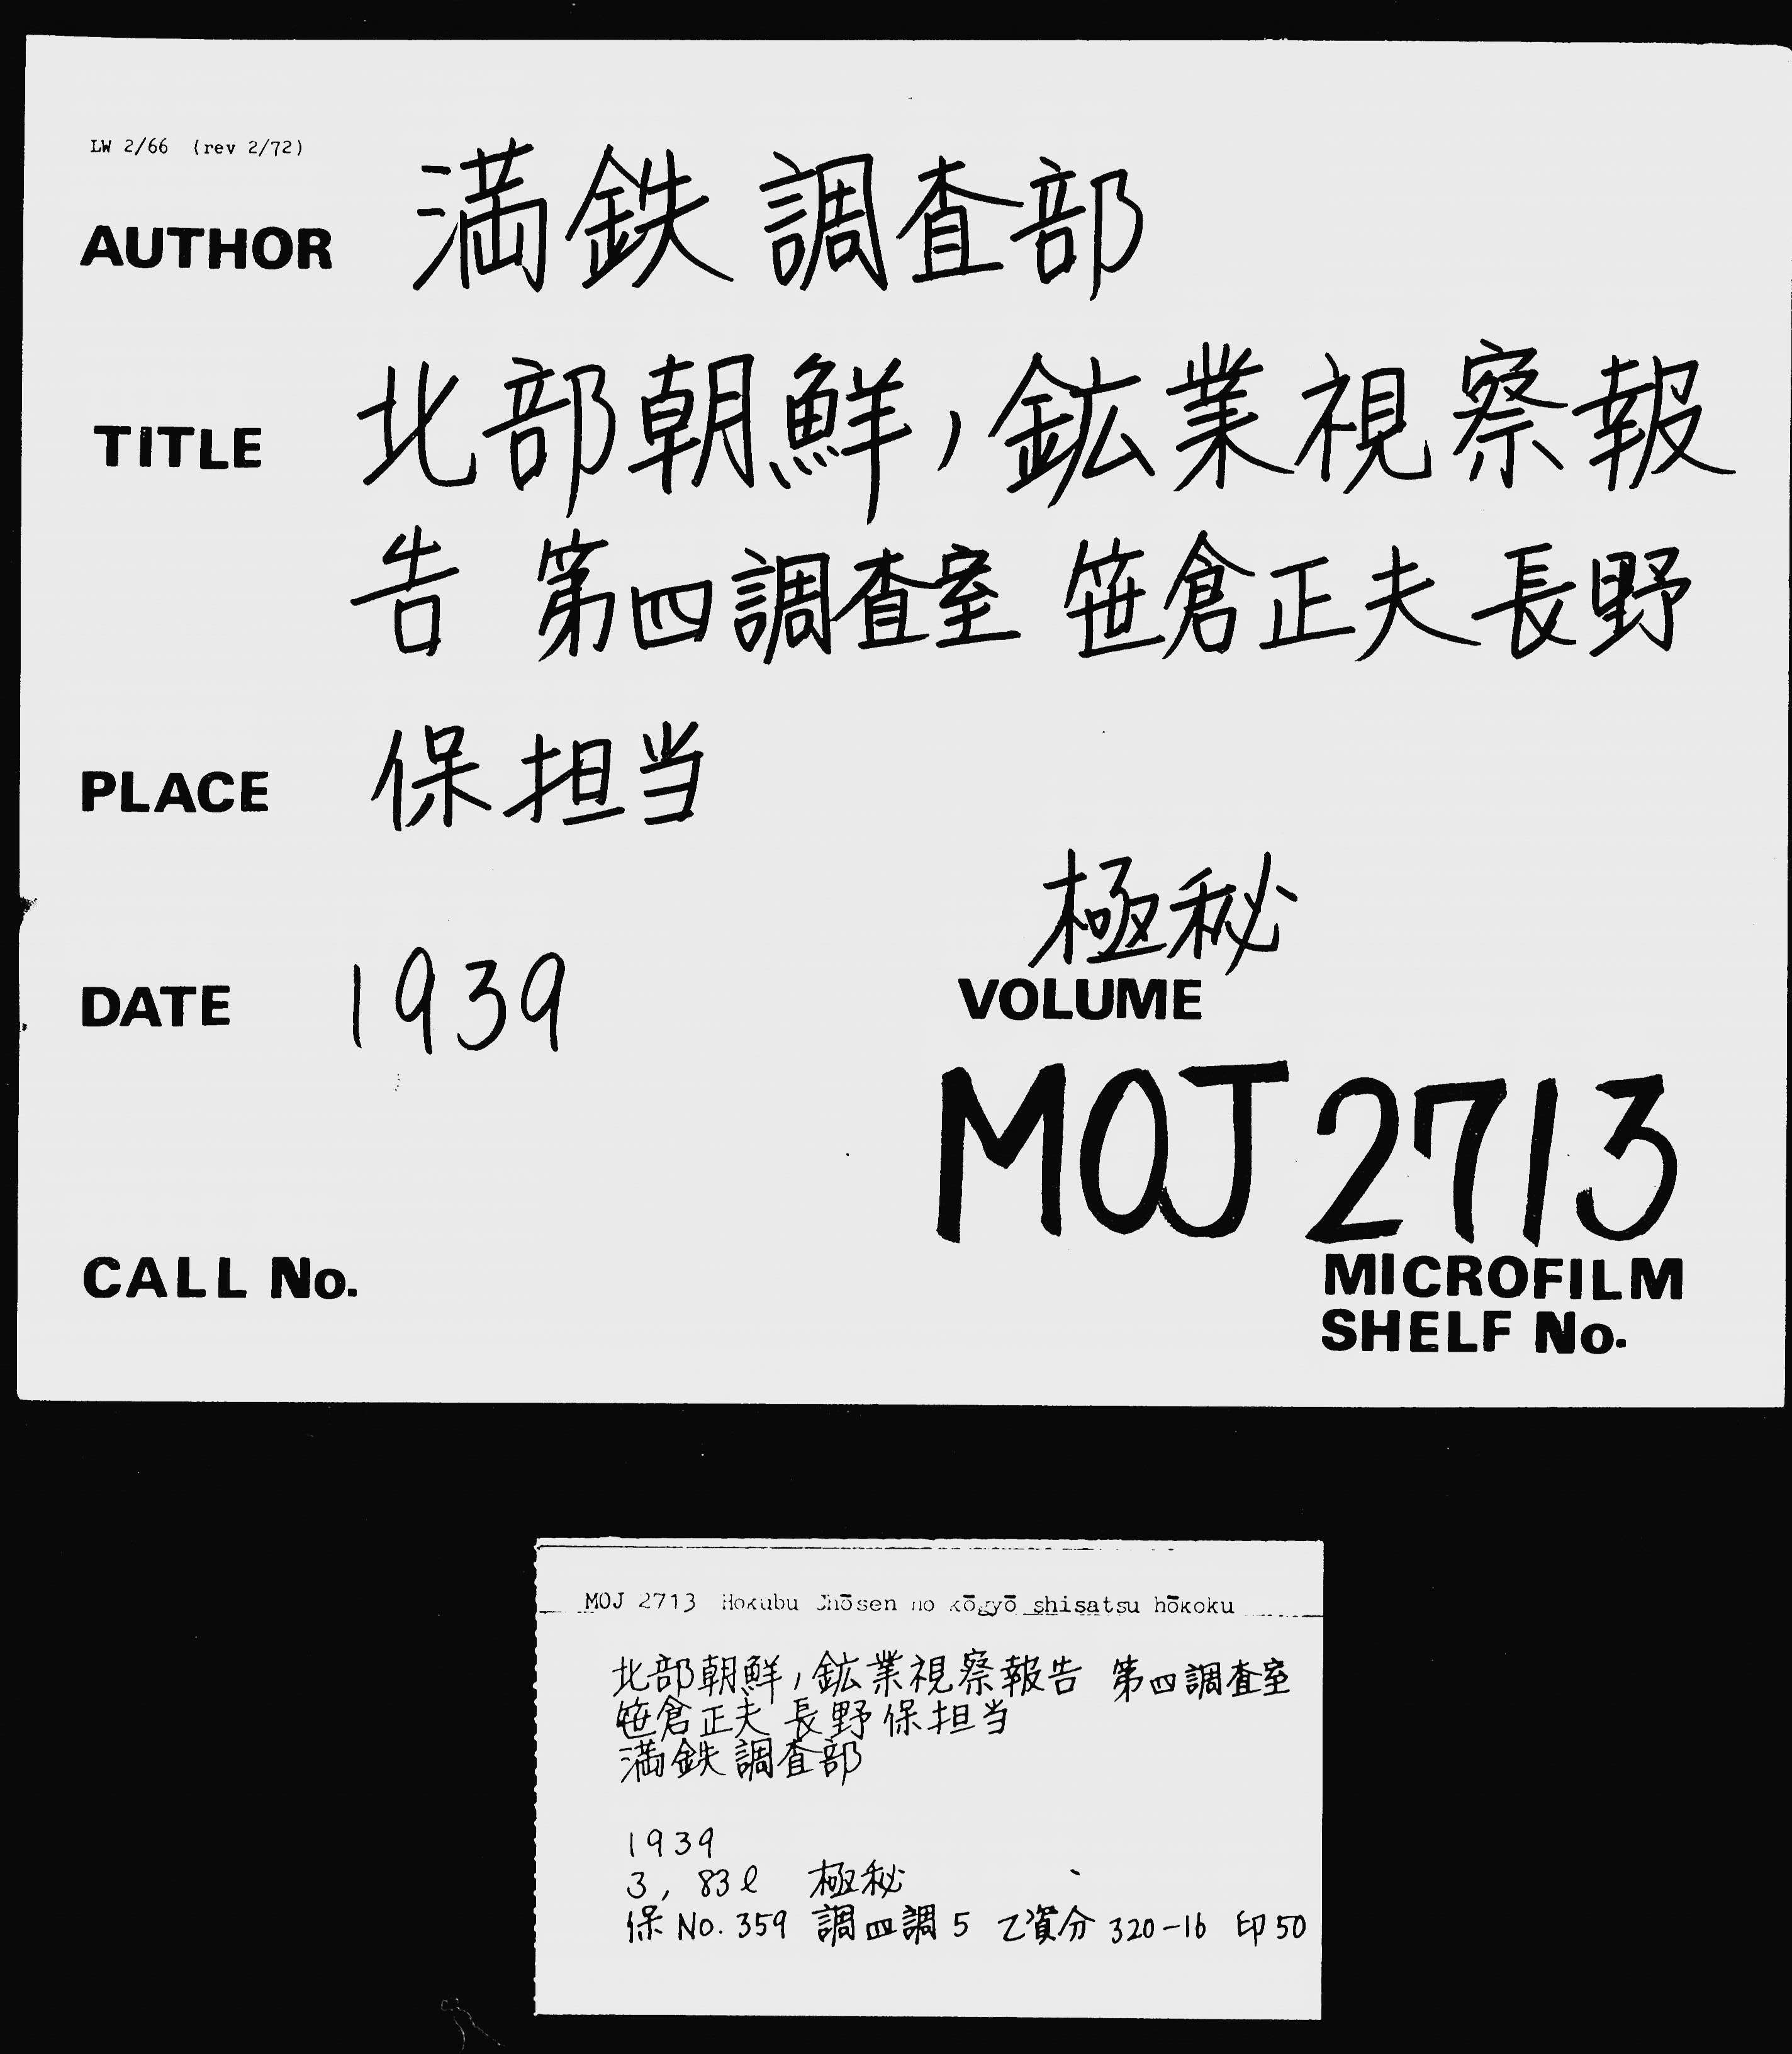 LW 2/66 (rev 2/72)
AUTHOR 満鉄調査部
TITLE 北部朝鮮ノ鉱業視察報
告 第四調査室 笹倉正夫 長野
PLACE 保担当
極秘
DATE 1939 VOLUME
MOJ 2713
CALL No. MICROFILM
SHELF No.
MOJ 2713 Hokubu Chōsen no kōgyō shisatsu hōkoku
北部朝鮮ノ鉱業視察報告 第四調査室
笹倉正夫 長野保担当
満鉄調査部
1939
3, 83ℓ 極秘
保 No. 359 調四調 5 乙資分 320-16 印 50